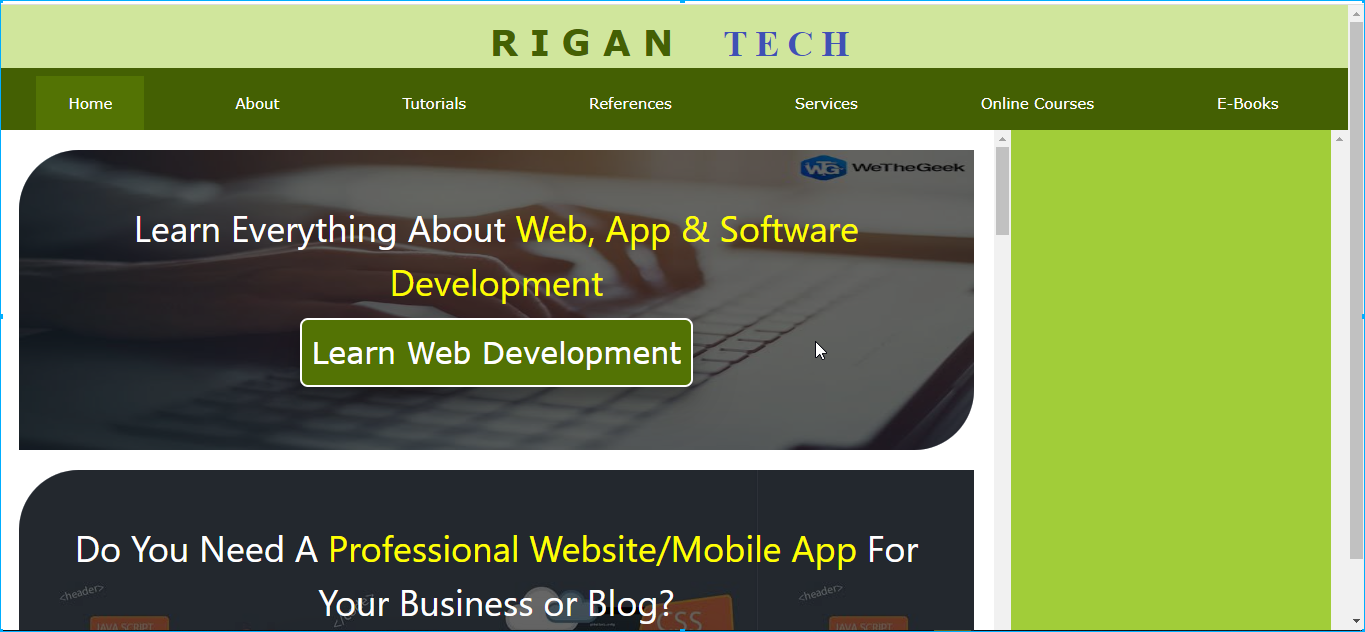 RIGAN TECH
Home About Tutorials References Services Online Courses E-Books
WTG WeTheGeek
Learn Everything About Web, App & Software
Development
Learn Web Development
Do You Need A Professional Website/Mobile App For
<header> <header>
Your Business or Blog?
CSS
JAVA SCRIPT JAVA SCRIPT